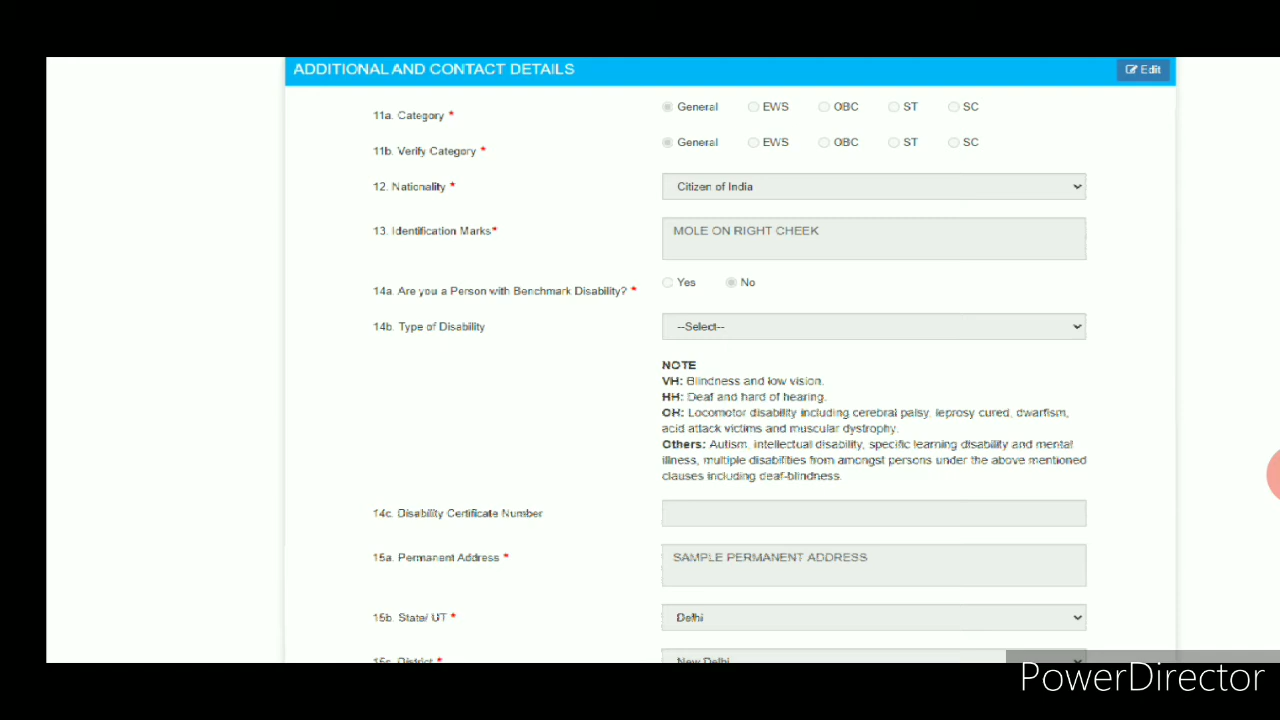 ADDITIONAL AND CONTACT DETAILS Edit
11a. Category * General EWS OBC ST SC
11b. Verify Category * General EWS OBC ST SC
12. Nationality * Citizen of India
13. Identification Marks* MOLE ON RIGHT CHEEK
14a. Are you a Person with Benchmark Disability? * Yes No
14b. Type of Disability --Select--
NOTE
VH: Blindness and low vision.
HH: Deaf and hard of hearing.
OH: Locomotor disability including cerebral palsy, leprosy cured, dwarfism,
acid attack victims and muscular dystrophy.
Others: Autism, intellectual disability, specific learning disability and mental
illness, multiple disabilities from amongst persons under the above mentioned
clauses including deaf-blindness.
14c. Disability Certificate Number
15a. Permanent Address * SAMPLE PERMANENT ADDRESS
15b. State/ UT * Delhi
15c. District * New Delhi
PowerDirector